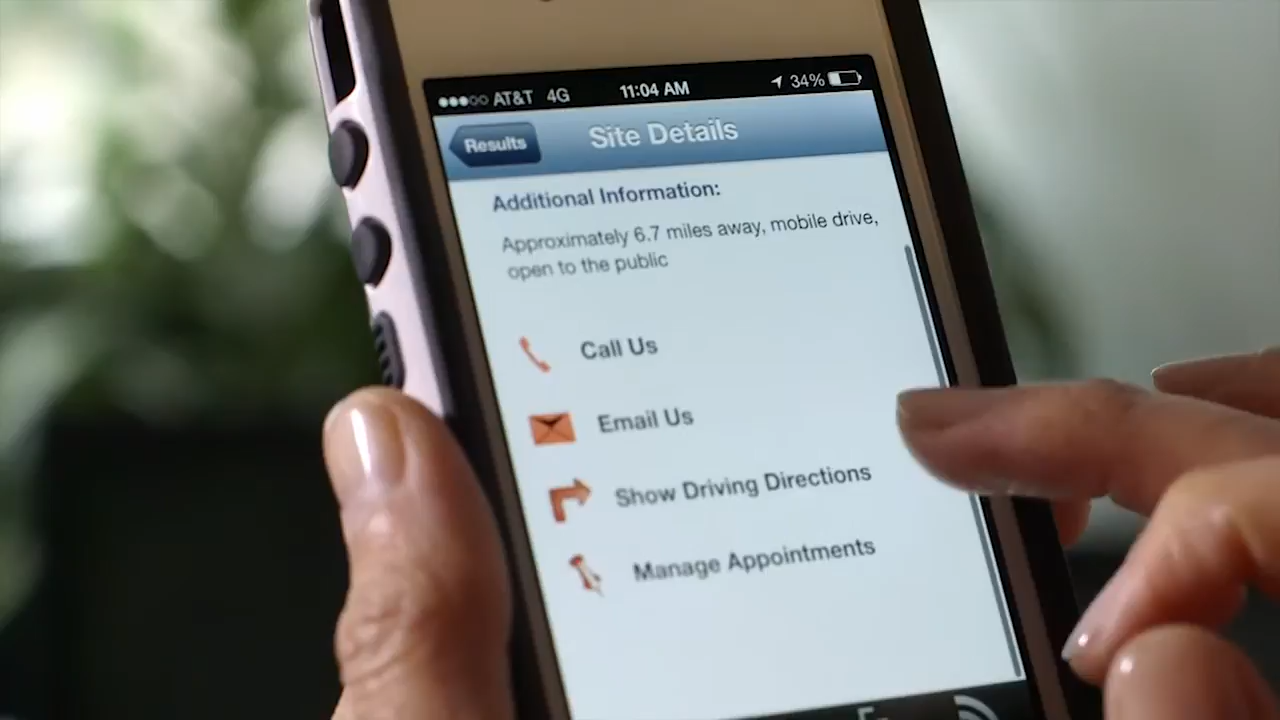 AT&T 4G 11:04 AM 34%
Results Site Details
Additional Information:
Approximately 6.7 miles away, mobile drive,
open to the public
Call Us
Email Us
Show Driving Directions
Manage Appointments